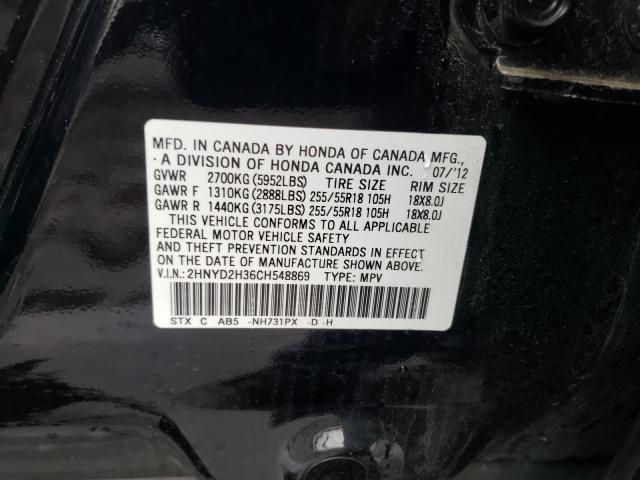 MFD. IN CANADA BY HONDA OF CANADA MFG.,
A DIVISION OF HONDA CANADA INC. 07/'12
GVWR 2700KG(5952LBS) TIRE SIZE RIM SIZE
GAWR F 1310KG(2888LBS) 255/55R18 105H 18X8.0J
GAWR R 1440KG(3175LBS) 255/55R18 105H 18X8.0J
THIS VEHICLE CONFORMS TO ALL APPLICABLE
FEDERAL MOTOR VEHICLE SAFETY
AND THEFT PREVENTION STANDARDS IN EFFECT
ON THE DATE OF MANUFACTURE SHOWN ABOVE.
V.I.N.: 2HNYD2H36CH548869 TYPE: MPV
STX C AB5 -NH731PX -D -H